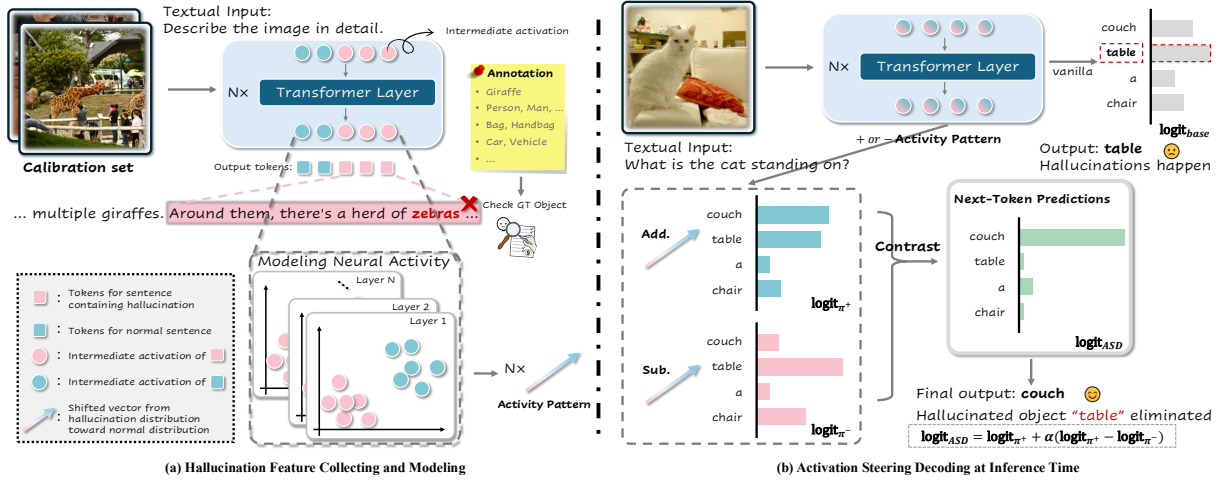 Textual Input:
Describe the image in detail.
Intermediate activation
N×
Transformer Layer
Calibration set
Annotation
• Giraffe
• Person, Man, ...
• Bag, Handbag
• Car, Vehicle
• ...
Output tokens:
Check GT Object
... multiple giraffes. Around them, there's a herd of zebras ...
Modeling Neural Activity
Layer N
Layer 2
Layer 1
: Tokens for sentence
containing hallucination
: Tokens for normal sentence
: Intermediate activation of
: Intermediate activation of
: Shifted vector from
hallucination distribution
toward normal distribution
N×
Activity Pattern
(a) Hallucination Feature Collecting and Modeling
N×
Transformer Layer
vanilla
couch
table
a
chair
logit_base
Textual Input:
What is the cat standing on?
+ or − Activity Pattern
Output: table
Hallucinations happen
Add.
couch
table
a
chair
logit_π+
Sub.
couch
table
a
chair
logit_π−
Contrast
Next-Token Predictions
couch
table
a
chair
logit_ASD
Final output: couch
Hallucinated object "table" eliminated
logit_ASD = logit_π+ + α(logit_π+ − logit_π−)
(b) Activation Steering Decoding at Inference Time